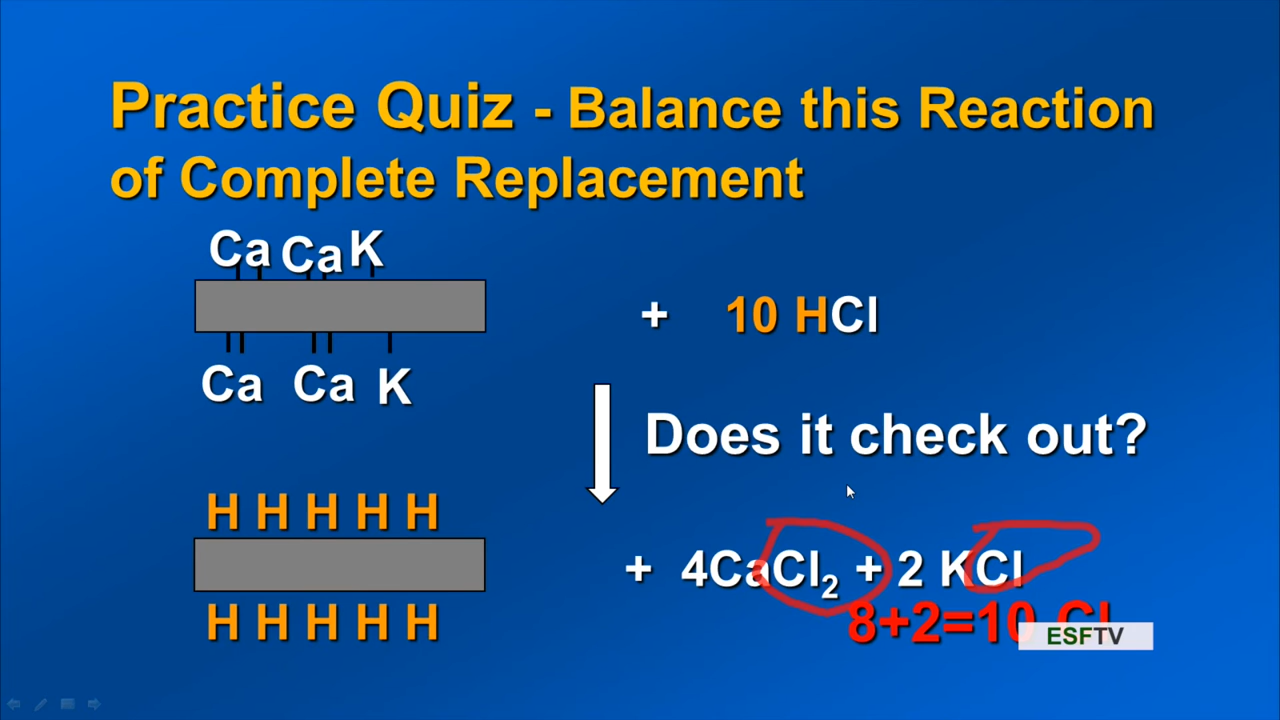 Practice Quiz - Balance this Reaction
of Complete Replacement
Ca Ca K
+ 10 HCl
Ca Ca K
Does it check out?
H H H H H
+ 4CaCl₂ + 2 KCl
H H H H H
8+2=10 Cl
ESFTV